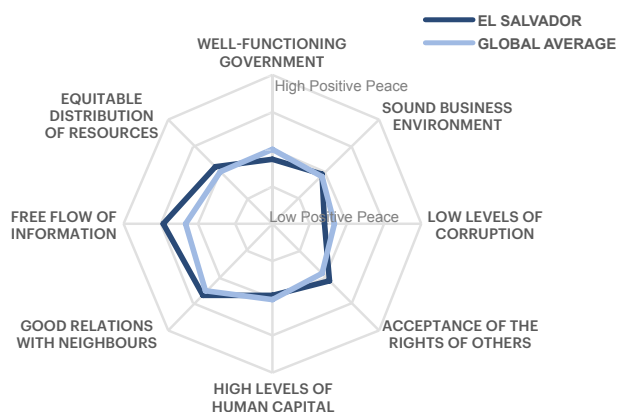 EL SALVADOR
GLOBAL AVERAGE
WELL-FUNCTIONING
GOVERNMENT
High Positive Peace
EQUITABLE
DISTRIBUTION
OF RESOURCES
SOUND BUSINESS
ENVIRONMENT
FREE FLOW OF
INFORMATION
Low Positive Peace
LOW LEVELS OF
CORRUPTION
GOOD RELATIONS
WITH NEIGHBOURS
ACCEPTANCE OF THE
RIGHTS OF OTHERS
HIGH LEVELS OF
HUMAN CAPITAL